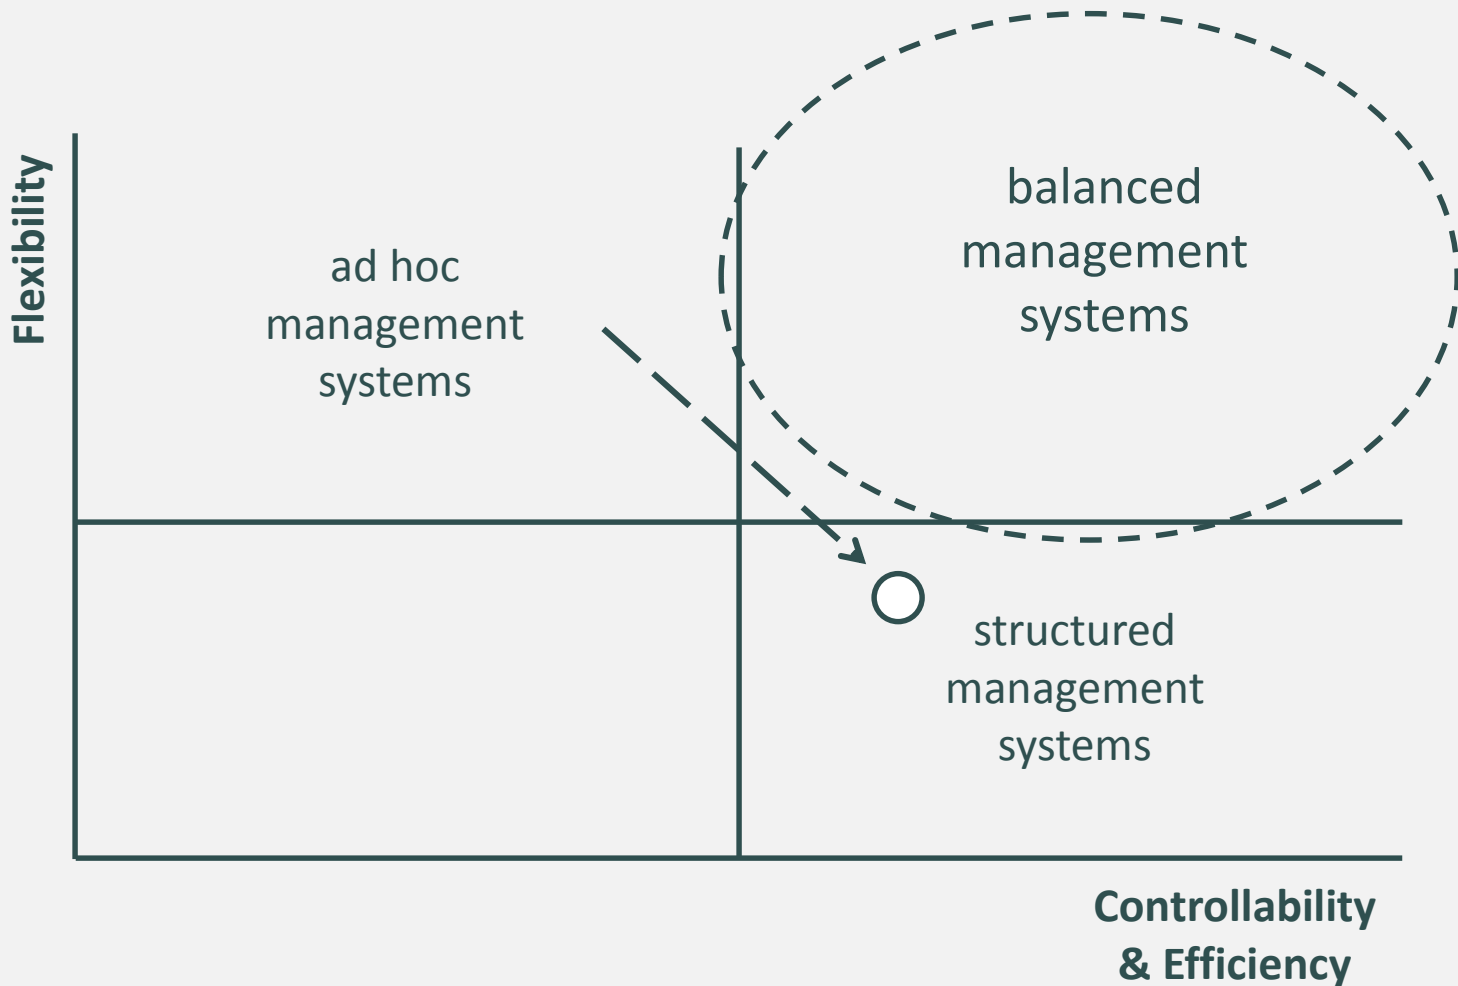 Flexibility
ad hoc
management
systems
balanced
management
systems
structured
management
systems
Controllability
& Efficiency